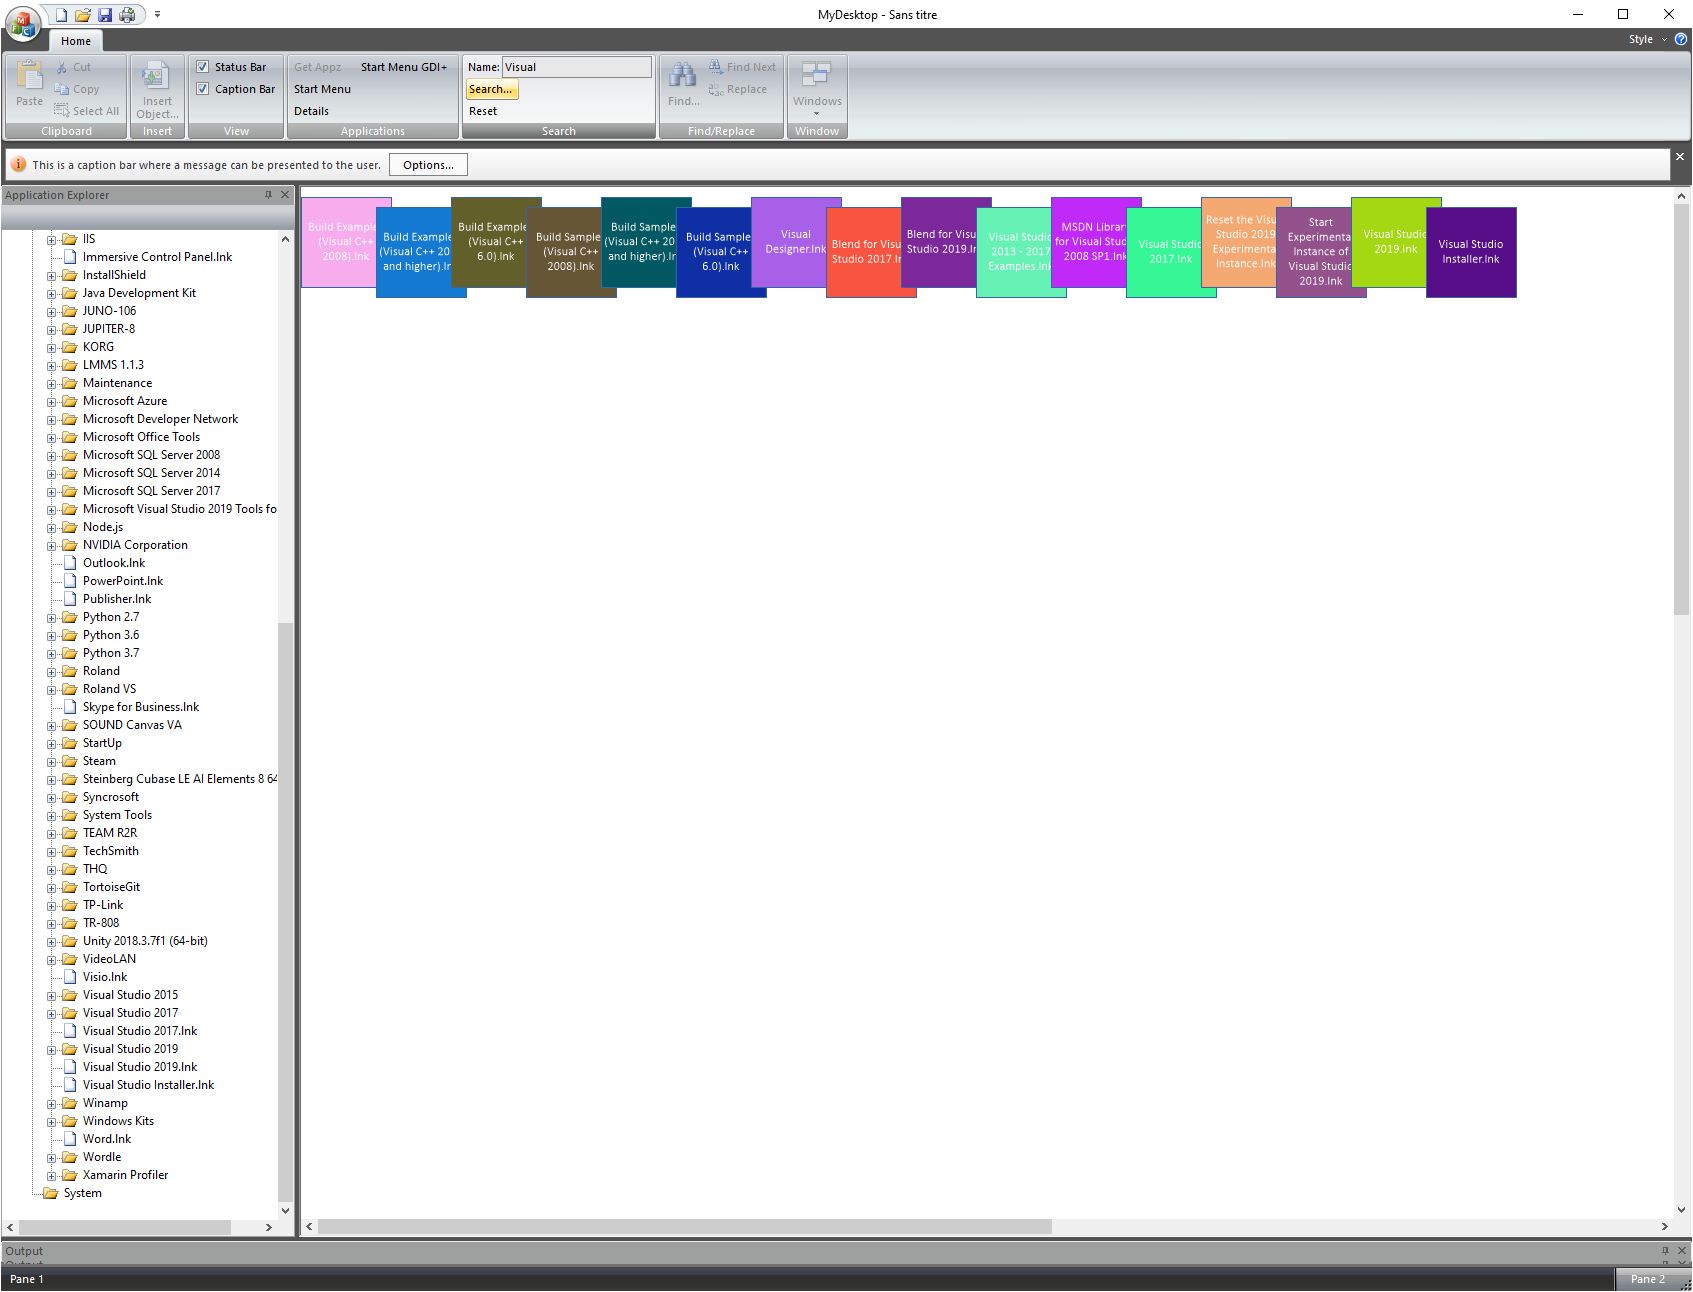 MyDesktop - Sans titre
Home
Style
Paste
Cut
Copy
Select All
Clipboard
Insert
Object...
Insert
Status Bar
Caption Bar
View
Get Appz
Start Menu GDI+
Start Menu
Details
Applications
Name: Visual
Search...
Reset
Search
Find...
Find Next
Replace
Find/Replace
Windows
Window
This is a caption bar where a message can be presented to the user.
Options...
Application Explorer
IIS
Immersive Control Panel.lnk
InstallShield
Java Development Kit
JUNO-106
JUPITER-8
KORG
LMMS 1.1.3
Maintenance
Microsoft Azure
Microsoft Developer Network
Microsoft Office Tools
Microsoft SQL Server 2008
Microsoft SQL Server 2014
Microsoft SQL Server 2017
Microsoft Visual Studio 2019 Tools fo
Node.js
NVIDIA Corporation
Outlook.lnk
PowerPoint.lnk
Publisher.lnk
Python 2.7
Python 3.6
Python 3.7
Roland
Roland VS
Skype for Business.lnk
SOUND Canvas VA
StartUp
Steam
Steinberg Cubase LE AI Elements 8 64
Syncrosoft
System Tools
TEAM R2R
TechSmith
THQ
TortoiseGit
TP-Link
TR-808
Unity 2018.3.7f1 (64-bit)
VideoLAN
Visio.lnk
Visual Studio 2015
Visual Studio 2017
Visual Studio 2017.lnk
Visual Studio 2019
Visual Studio 2019.lnk
Visual Studio Installer.lnk
Winamp
Windows Kits
Word.lnk
Wordle
Xamarin Profiler
System
Build Example
(Visual C++
2008).lnk
Build Example
(Visual C++ 20
and higher).ln
Build Example
(Visual C++
6.0).lnk
Build Sample
(Visual C++
2008).lnk
Build Sample
(Visual C++ 20
and higher).ln
Build Sample
(Visual C++
6.0).lnk
Visual
Designer.lnk
Blend for Visu
Studio 2017.ln
Blend for Visu
Studio 2019.ln
Visual Studio
2013 - 2017
Examples.lnk
MSDN Library
for Visual Stud
2008 SP1.lnk
Visual Studio
2017.lnk
Reset the Visu
Studio 2019
Experimenta
Instance.lnk
Start
Experimenta
Instance of
Visual Studio
2019.lnk
Visual Studio
2019.lnk
Visual Studio
Installer.lnk
Output
Pane 1
Pane 2